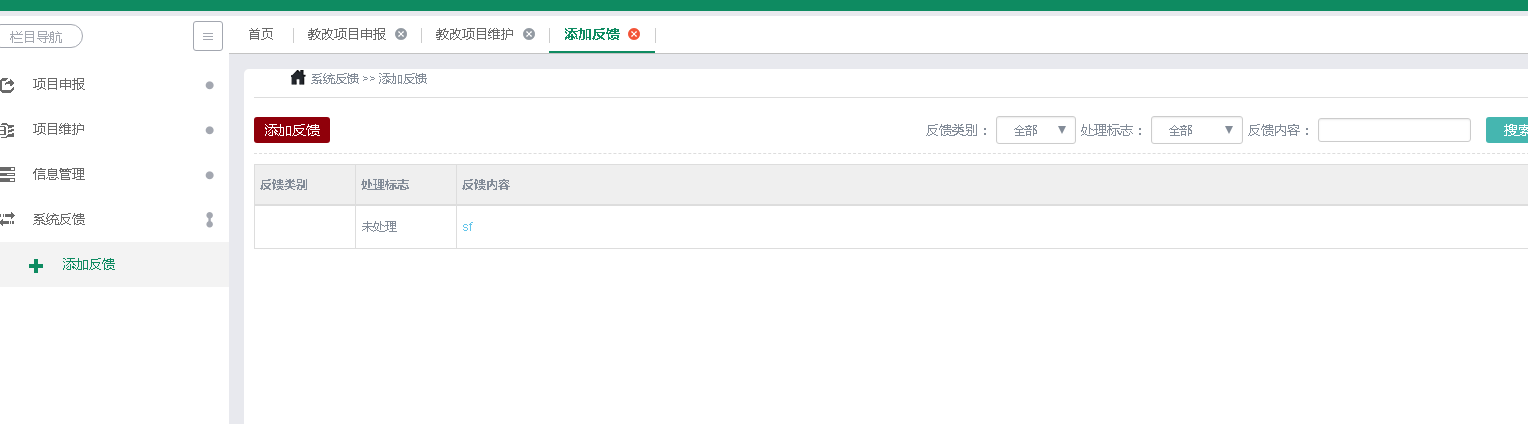 栏目导航
首页 教改项目申报 教改项目维护 添加反馈
项目申报
项目维护
信息管理
系统反馈
添加反馈
系统反馈 >> 添加反馈
添加反馈 反馈类别： 全部 处理标志： 全部 反馈内容： 搜索
反馈类别 处理标志 反馈内容
未处理 sf